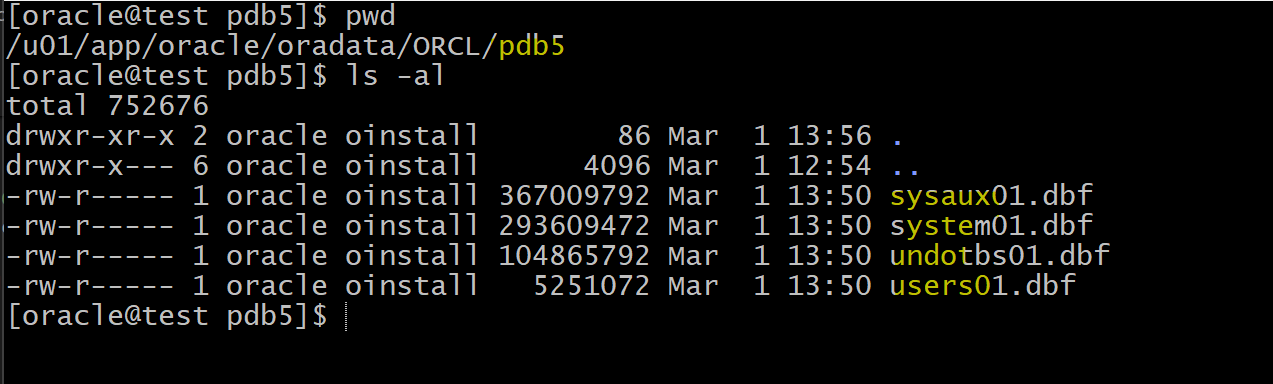 [oracle@test pdb5]$ pwd
/u01/app/oracle/oradata/ORCL/pdb5
[oracle@test pdb5]$ ls -al
total 752676
drwxr-xr-x 2 oracle oinstall        86 Mar  1 13:56 .
drwxr-x--- 6 oracle oinstall      4096 Mar  1 12:54 ..
-rw-r----- 1 oracle oinstall 367009792 Mar  1 13:50 sysaux01.dbf
-rw-r----- 1 oracle oinstall 293609472 Mar  1 13:50 system01.dbf
-rw-r----- 1 oracle oinstall 104865792 Mar  1 13:50 undotbs01.dbf
-rw-r----- 1 oracle oinstall   5251072 Mar  1 13:50 users01.dbf
[oracle@test pdb5]$